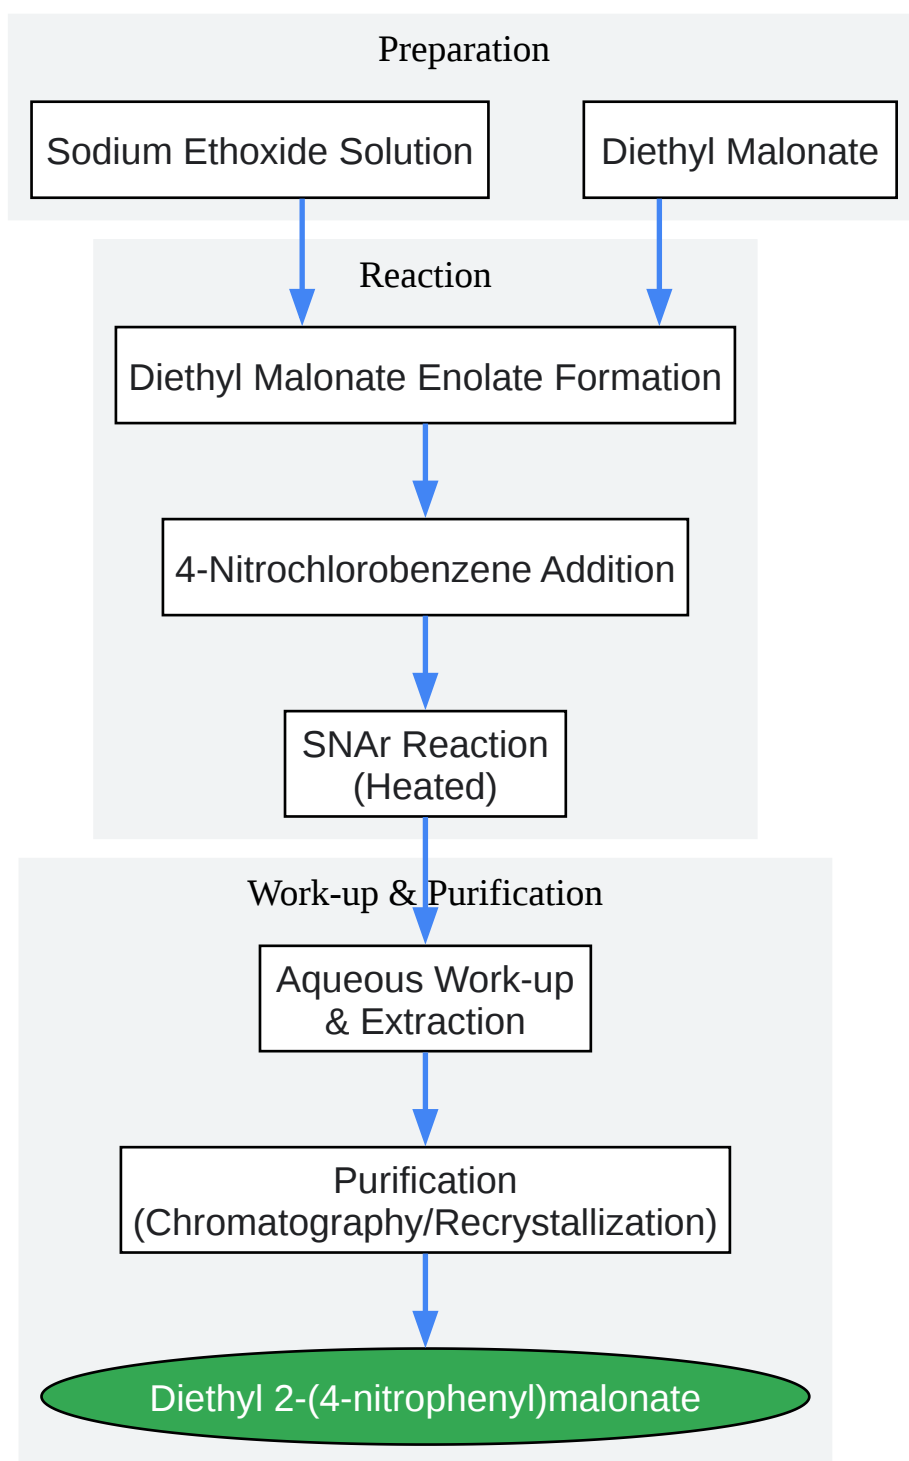 Preparation
Sodium Ethoxide Solution
Diethyl Malonate
Reaction
Diethyl Malonate Enolate Formation
4-Nitrochlorobenzene Addition
SNAr Reaction
(Heated)
Work-up & Purification
Aqueous Work-up
& Extraction
Purification
(Chromatography/Recrystallization)
Diethyl 2-(4-nitrophenyl)malonate